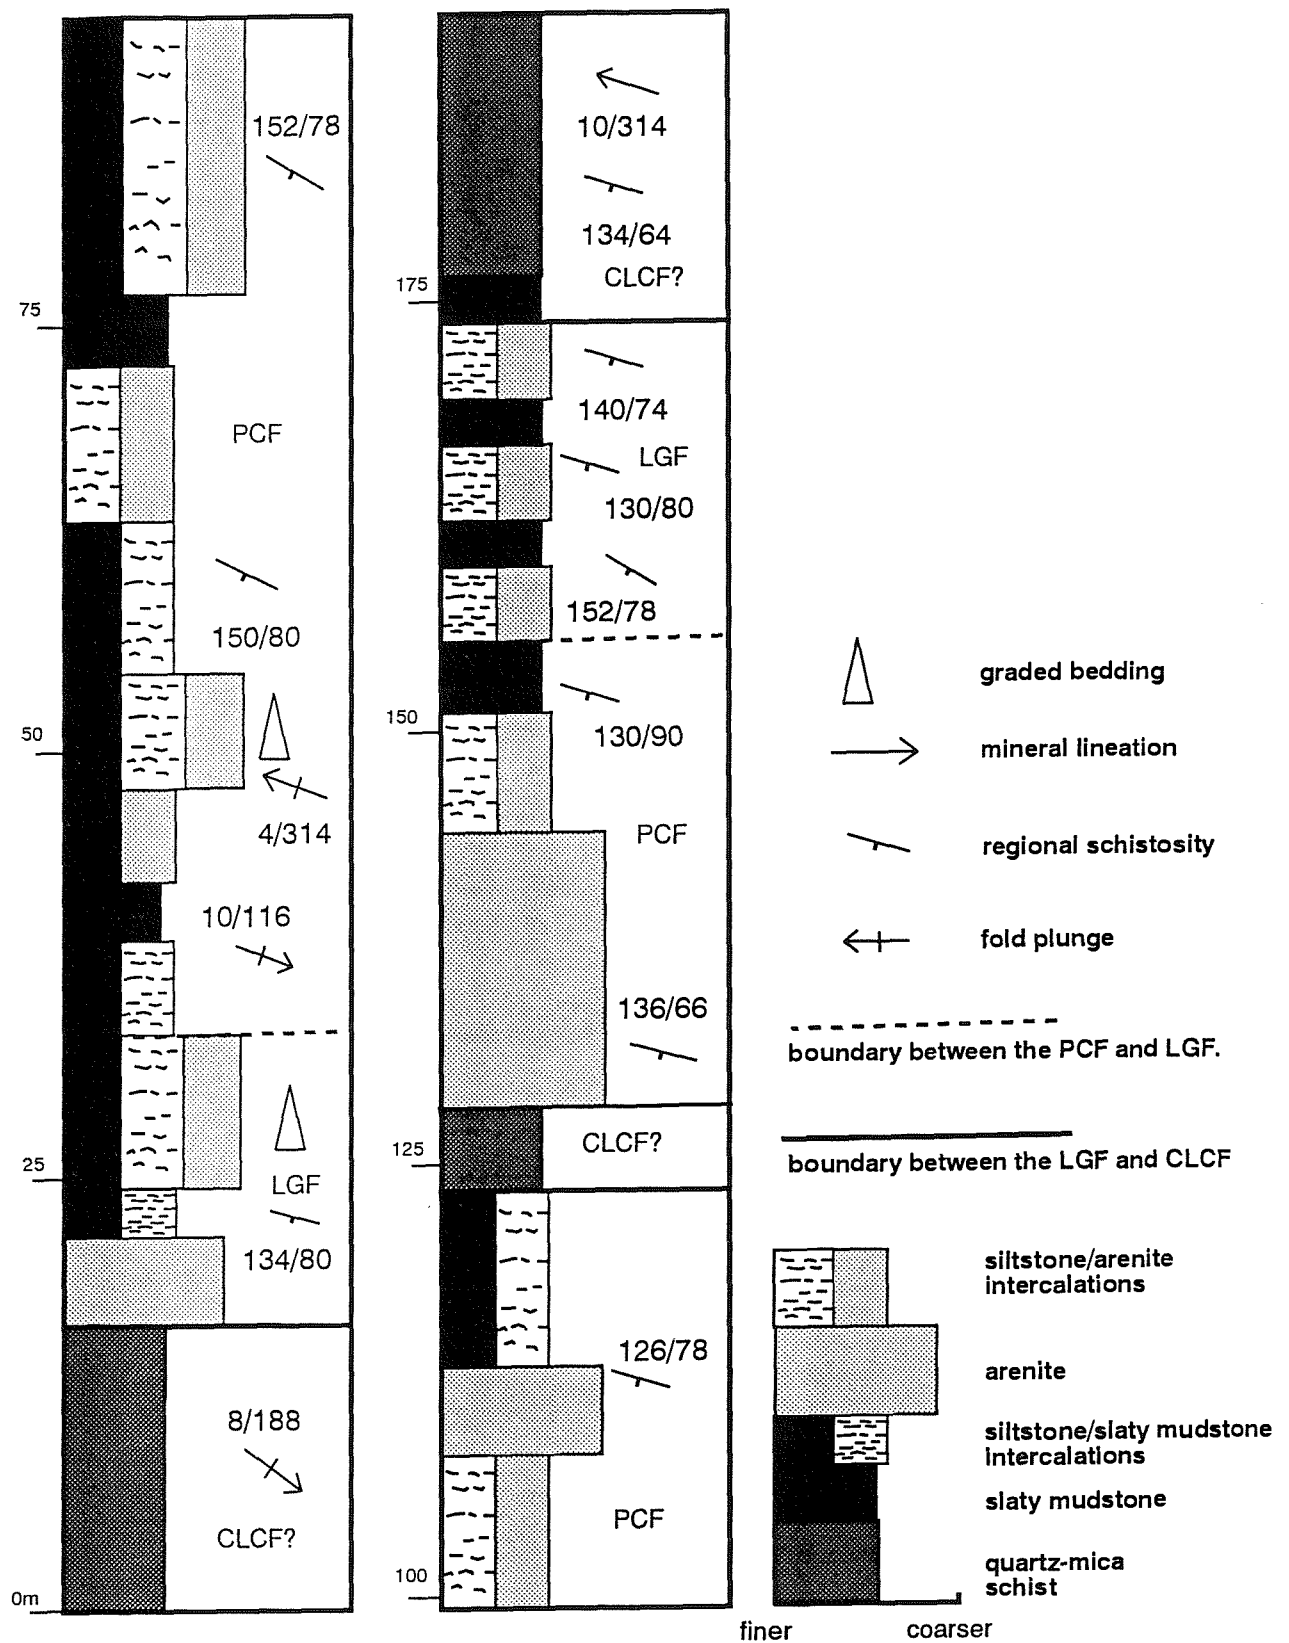 152/78
75
PCF
150/80
50
4/314
10/116
25
LGF
134/80
8/188
CLCF?
0m
10/314
134/64
CLCF?
175
140/74
LGF
130/80
152/78
150
130/90
PCF
136/66
CLCF?
125
126/78
PCF
100
graded bedding
mineral lineation
regional schistosity
fold plunge
boundary between the PCF and LGF.
boundary between the LGF and CLCF
siltstone/arenite
intercalations
arenite
siltstone/slaty mudstone
intercalations
slaty mudstone
quartz-mica
schist
finer
coarser